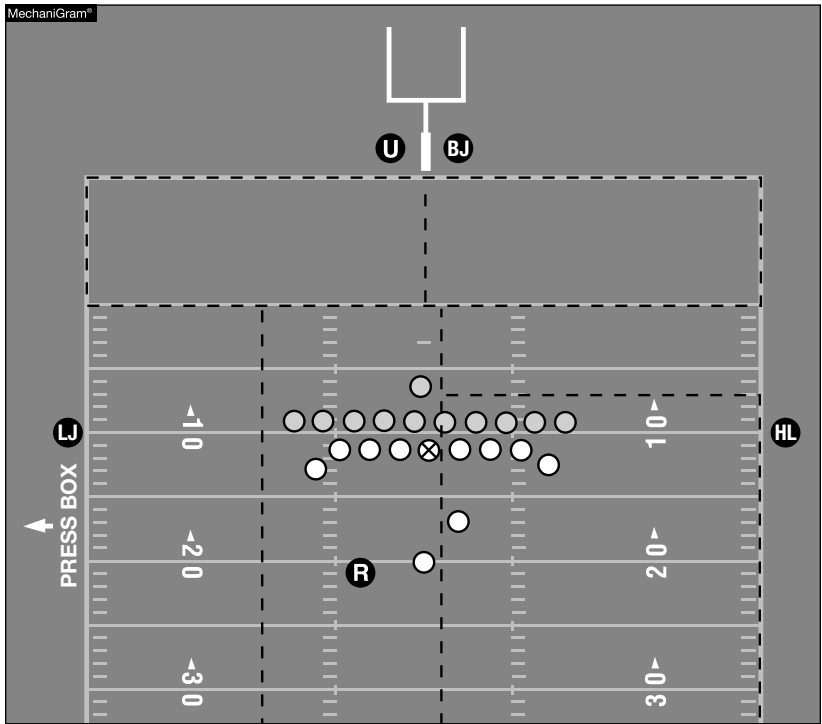 MechaniGram®
U
BJ
◄10
10►
LJ
HL
PRESS BOX
◄20
20►
R
◄30
30►